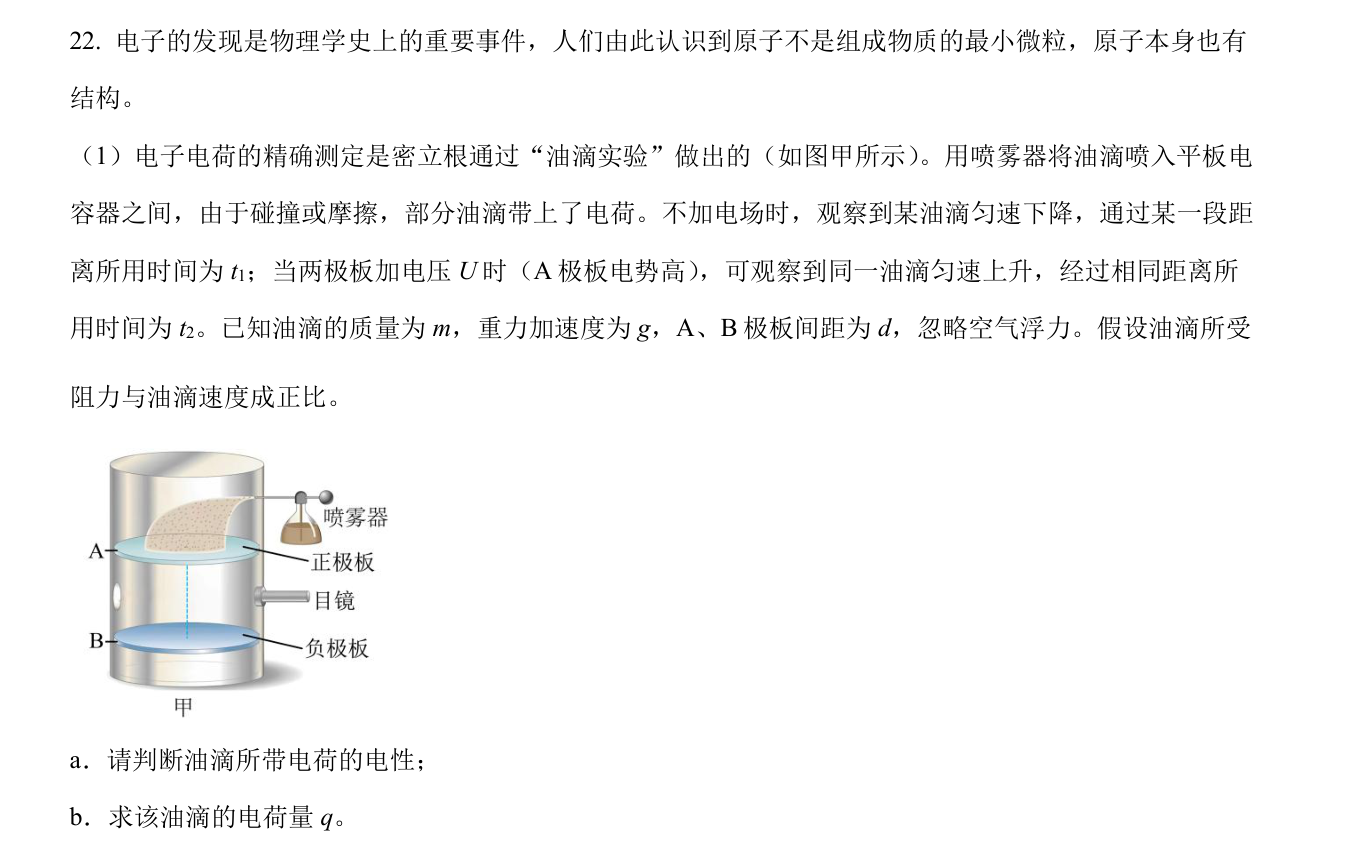 22. 电子的发现是物理学史上的重要事件，人们由此认识到原子不是组成物质的最小微粒，原子本身也有
结构。
（1）电子电荷的精确测定是密立根通过“油滴实验”做出的（如图甲所示）。用喷雾器将油滴喷入平板电
容器之间，由于碰撞或摩擦，部分油滴带上了电荷。不加电场时，观察到某油滴匀速下降，通过某一段距
离所用时间为 t₁；当两极板加电压 U 时（A 极板电势高），可观察到同一油滴匀速上升，经过相同距离所
用时间为 t₂。已知油滴的质量为 m，重力加速度为 g，A、B 极板间距为 d，忽略空气浮力。假设油滴所受
阻力与油滴速度成正比。
喷雾器
A
正极板
目镜
B
负极板
甲
a．请判断油滴所带电荷的电性；
b．求该油滴的电荷量 q。